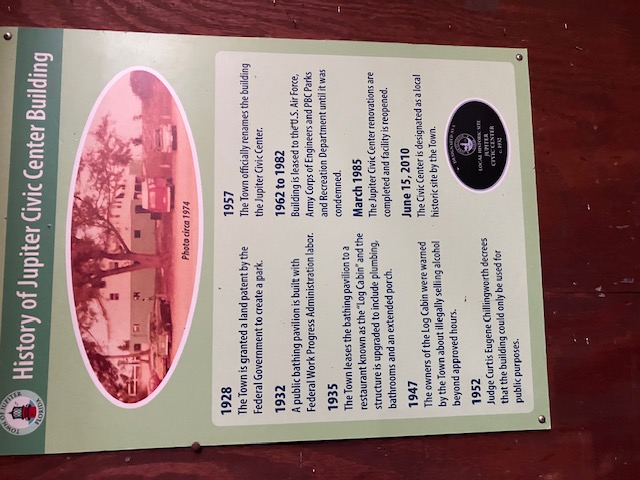 TOWN OF JUPITER
FLORIDA
History of Jupiter Civic Center Building
Photo circa 1974
1928
The Town is granted a land patent by the
Federal Government to create a park.
1932
A public bathing pavilion is built with
Federal Work Progress Administration labor.
1935
The Town leases the bathing pavilion to a
restaurant known as the "Log Cabin" and the
structure is upgraded to include plumbing,
bathrooms and an extended porch.
1947
The owners of the Log Cabin were warned
by the Town about illegally selling alcohol
beyond approved hours.
1952
Judge Curtis Eugene Chillingworth decrees
that the building could only be used for
public purposes.
1957
The Town officially renames the building
the Jupiter Civic Center.
1962 to 1982
Building is leased to the U.S. Air Force,
Army Corps of Engineers and PBC Parks
and Recreation Department until it was
condemned.
March 1985
The Jupiter Civic Center renovations are
completed and facility is reopened.
June 15, 2010
The Civic Center is designated as a local
historic site by the Town.
DESIGNATED AS A
LOCAL HISTORIC SITE
JUPITER
CIVIC CENTER
c. 1932